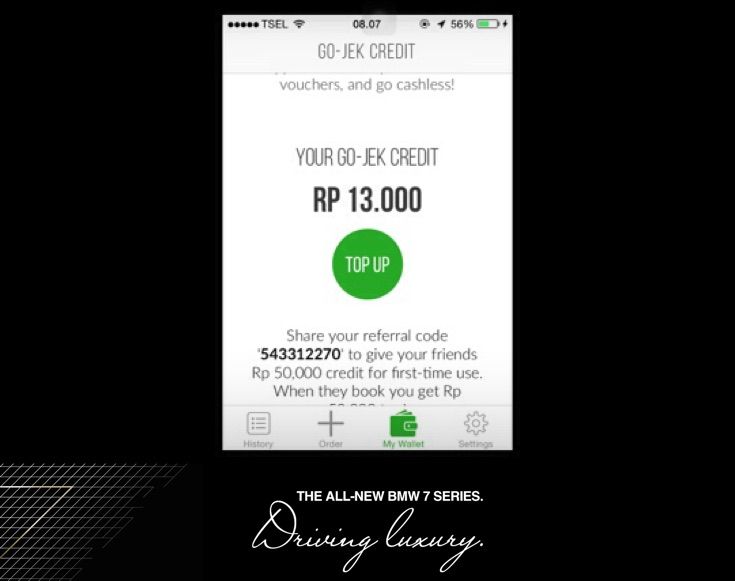 TSEL 08.07 56%
GO-JEK CREDIT
vouchers, and go cashless!
YOUR GO-JEK CREDIT
RP 13.000
TOP UP
Share your referral code
'543312270' to give your friends
Rp 50,000 credit for first-time use.
When they book you get Rp
History Order My Wallet Settings
THE ALL-NEW BMW 7 SERIES.
Driving luxury.